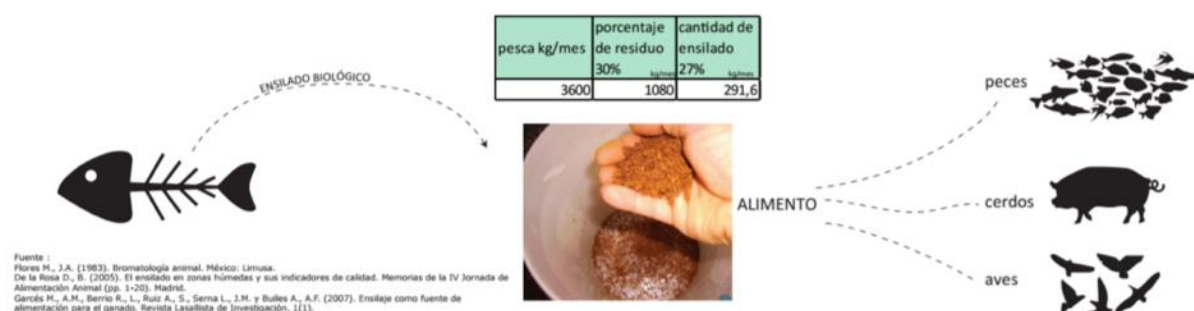 pesca kg/mes
porcentaje de residuo 30% kg/mes
cantidad de ensilado 27% kg/mes
3600 1080 291,6
ENSILADO BIOLÓGICO
ALIMENTO
peces
cerdos
aves
Fuente :
Flores M., J.A. (1983). Bromatología animal. México: Limusa.
De la Rosa D., B. (2005). El ensilado en zonas húmedas y sus indicadores de calidad. Memorias de la IV Jornada de
Alimentación Animal (pp. 1-20). Madrid.
Garcés M., A.M., Berrio R., L., Ruiz A., S., Serna L., J.M. y Builes A., A.F. (2007). Ensilaje como fuente de
alimentación para el ganado. Revista Lasallista de Investigación, 1(1).